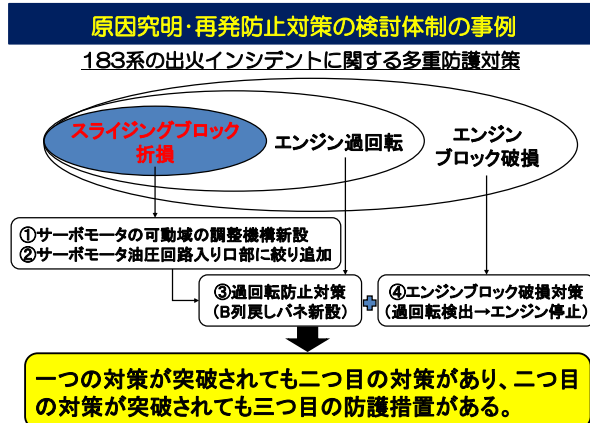 原因究明・再発防止対策の検討体制の事例
183系の出火インシデントに関する多重防護対策
スライジングブロック
折損
エンジン過回転
エンジン
ブロック破損
①サーボモータの可動域の調整機構新設
②サーボモータ油圧回路入り口部に絞り追加
③過回転防止対策
(B列戻しバネ新設)
④エンジンブロック破損対策
(過回転検出→エンジン停止)
一つの対策が突破されても二つ目の対策があり、二つ目
の対策が突破されても三つ目の防護措置がある。